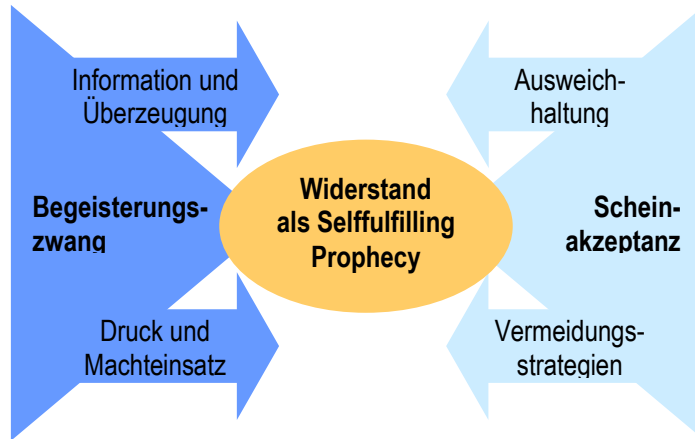 Information und
Überzeugung
Ausweich-
haltung
Begeisterungs-
zwang
Widerstand
als Selffulfilling
Prophecy
Schein-
akzeptanz
Druck und
Machteinsatz
Vermeidungs-
strategien